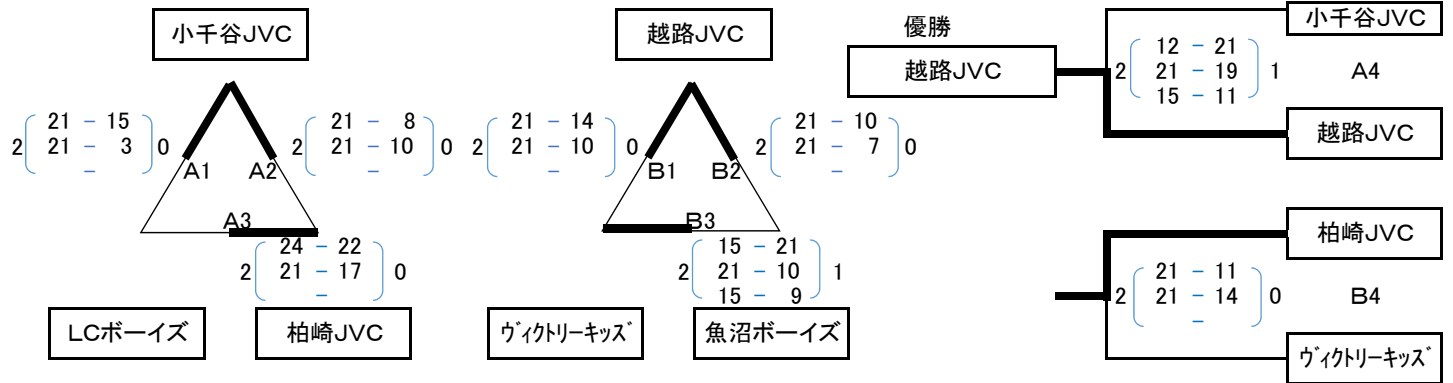 小千谷JVC
21 - 15
21 - 3
-
2 0
A1
A2
21 - 8
21 - 10
-
2 0
A3
24 - 22
21 - 17
-
2 0
LCボーイズ
柏崎JVC
越路JVC
21 - 14
21 - 10
-
2 0
B1
B2
21 - 10
21 - 7
-
2 0
B3
15 - 21
21 - 10
15 - 9
2 1
ヴィクトリーキッズ
魚沼ボーイズ
優勝
越路JVC
小千谷JVC
12 - 21
21 - 19
15 - 11
2 1
A4
越路JVC
柏崎JVC
21 - 11
21 - 14
-
2 0
B4
ヴィクトリーキッズ